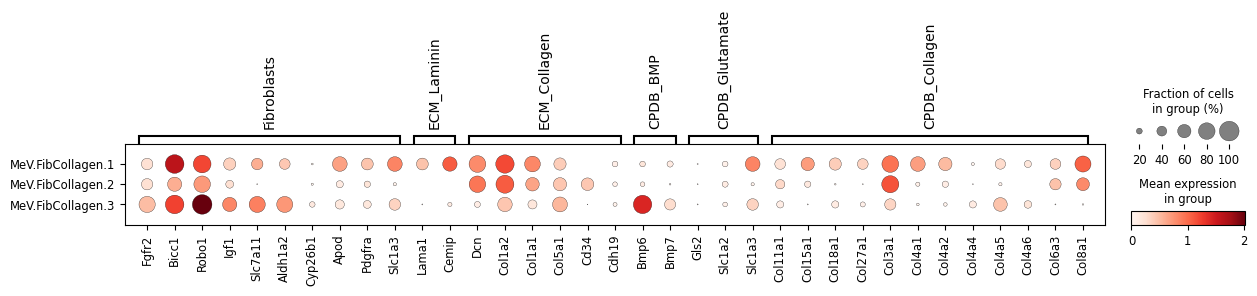 Fibroblasts
ECM_Laminin
ECM_Collagen
CPDB_BMP
CPDB_Glutamate
CPDB_Collagen
MeV.FibCollagen.1
MeV.FibCollagen.2
MeV.FibCollagen.3
Fgfr2
Bicc1
Robo1
Igf1
Slc7a11
Aldh1a2
Cyp26b1
Apod
Pdgfra
Slc1a3
Lama1
Cemip
Dcn
Col1a2
Col1a1
Col5a1
Cd34
Cdh19
Bmp6
Bmp7
Gls2
Slc1a2
Slc1a3
Col11a1
Col15a1
Col18a1
Col27a1
Col3a1
Col4a1
Col4a2
Col4a4
Col4a5
Col4a6
Col6a3
Col8a1
Fraction of cells
in group (%)
20 40 60 80 100
Mean expression
in group
0 1 2